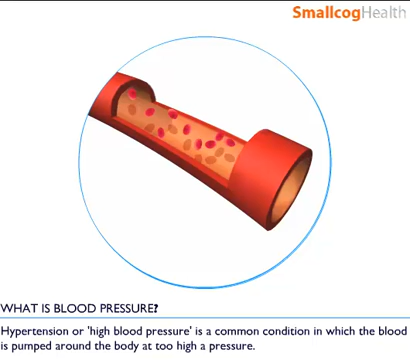 SmallcogHealth
WHAT IS BLOOD PRESSURE?
Hypertension or 'high blood pressure' is a common condition in which the blood
is pumped around the body at too high a pressure.